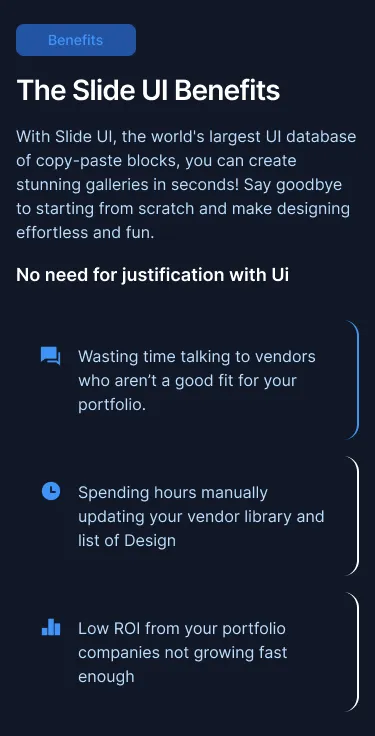 Benefits
The Slide UI Benefits
With Slide UI, the world's largest UI database
of copy-paste blocks, you can create
stunning galleries in seconds! Say goodbye
to starting from scratch and make designing
effortless and fun.
No need for justification with Ui
Wasting time talking to vendors
who aren’t a good fit for your
portfolio.
Spending hours manually
updating your vendor library and
list of Design
Low ROI from your portfolio
companies not growing fast
enough